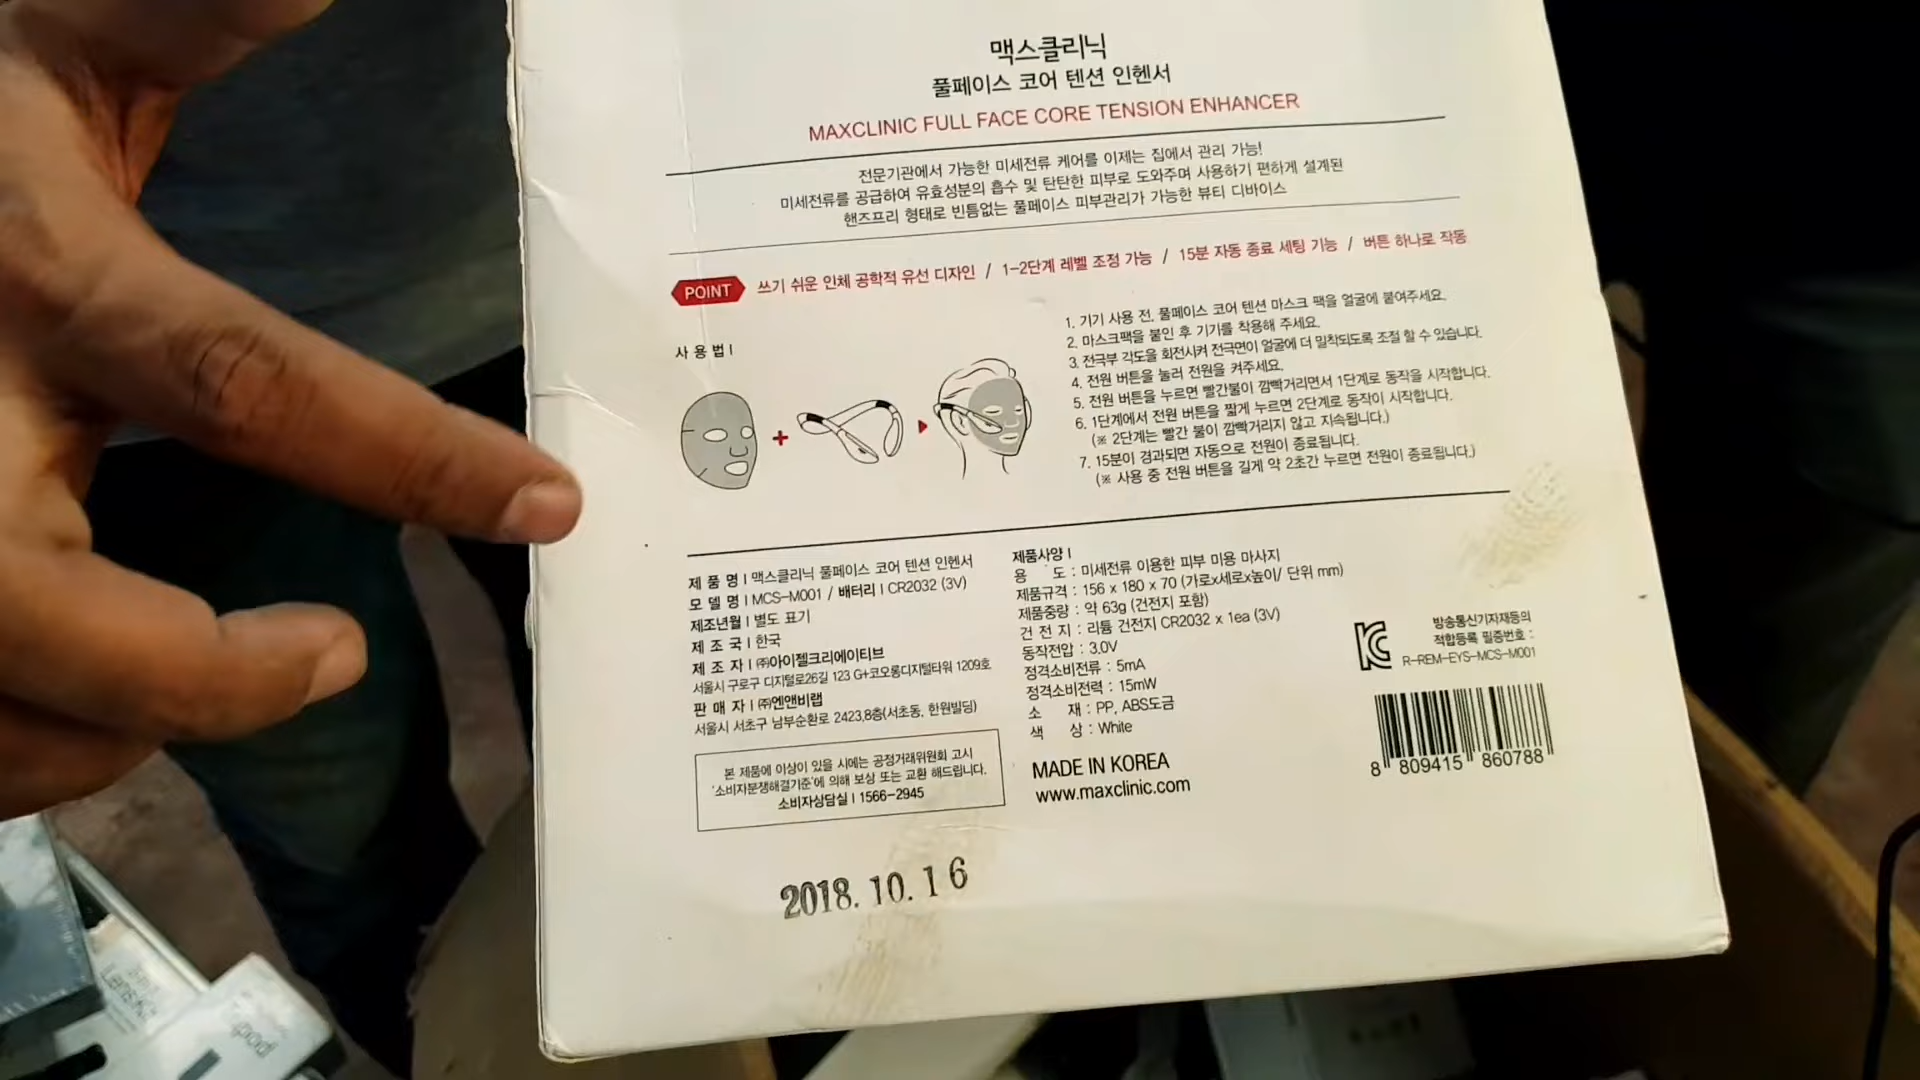 맥스클리닉
풀페이스 코어 텐션 인헨서
MAXCLINIC FULL FACE CORE TENSION ENHANCER
전문기관에서 가능한 미세전류 케어를 이제는 집에서 관리 가능!
미세전류를 공급하여 유효성분의 흡수 및 탄탄한 피부로 도와주며 사용하기 편하게 설계된
핸즈프리 형태로 빈틈없는 풀페이스 피부관리가 가능한 뷰티 디바이스
POINT 쓰기 쉬운 인체 공학적 유선 디자인 / 1-2단계 레벨 조정 가능 / 15분 자동 종료 세팅 기능 / 버튼 하나로 작동
사 용 법 |
1. 기기 사용 전, 풀페이스 코어 텐션 마스크 팩을 얼굴에 붙여주세요.
2. 마스크팩을 붙인 후 기기를 착용해 주세요.
3. 전극부 각도을 회전시켜 전극면이 얼굴에 더 밀착되도록 조절 할 수 있습니다.
4. 전원 버튼을 눌러 전원을 켜주세요.
5. 전원 버튼을 누르면 빨간불이 깜빡거리면서 1단계로 동작을 시작합니다.
6. 1단계에서 전원 버튼을 짧게 누르면 2단계로 동작이 시작합니다.
(※ 2단계는 빨간 불이 깜빡거리지 않고 지속됩니다.)
7. 15분이 경과되면 자동으로 전원이 종료됩니다.
(※ 사용 중 전원 버튼을 길게 약 2초간 누르면 전원이 종료됩니다.)
제 품 명 | 맥스클리닉 풀페이스 코어 텐션 인헨서
모 델 명 | MCS-M001 / 배터리 | CR2032 (3V)
제조년월 | 별도 표기
제 조 국 | 한국
제 조 자 | ㈜아이젤크리에이티브
서울시 구로구 디지털로26길 123 G+코오롱디지털타워 1209호
판 매 자 | ㈜엔앤비랩
서울시 서초구 남부순환로 2423,8층(서초동, 한원빌딩)
본 제품에 이상이 있을 시에는 공정거래위원회 고시
'소비자분쟁해결기준'에 의해 보상 또는 교환 해드립니다.
소비자상담실 | 1566-2945
2018. 10. 16
제품사양 |
용 도 : 미세전류 이용한 피부 미용 마사지
제품규격 : 156 x 180 x 70 (가로x세로x높이/ 단위 mm)
제품중량 : 약 63g (건전지 포함)
건 전 지 : 리튬 건전지 CR2032 x 1ea (3V)
동작전압 : 3.0V
정격소비전류 : 5mA
정격소비전력 : 15mW
소 재 : PP, ABS도금
색 상 : White
MADE IN KOREA
www.maxclinic.com
방송통신기자재등의
적합등록 필증번호 :
R-REM-EYS-MCS-M001
8 809415 860788